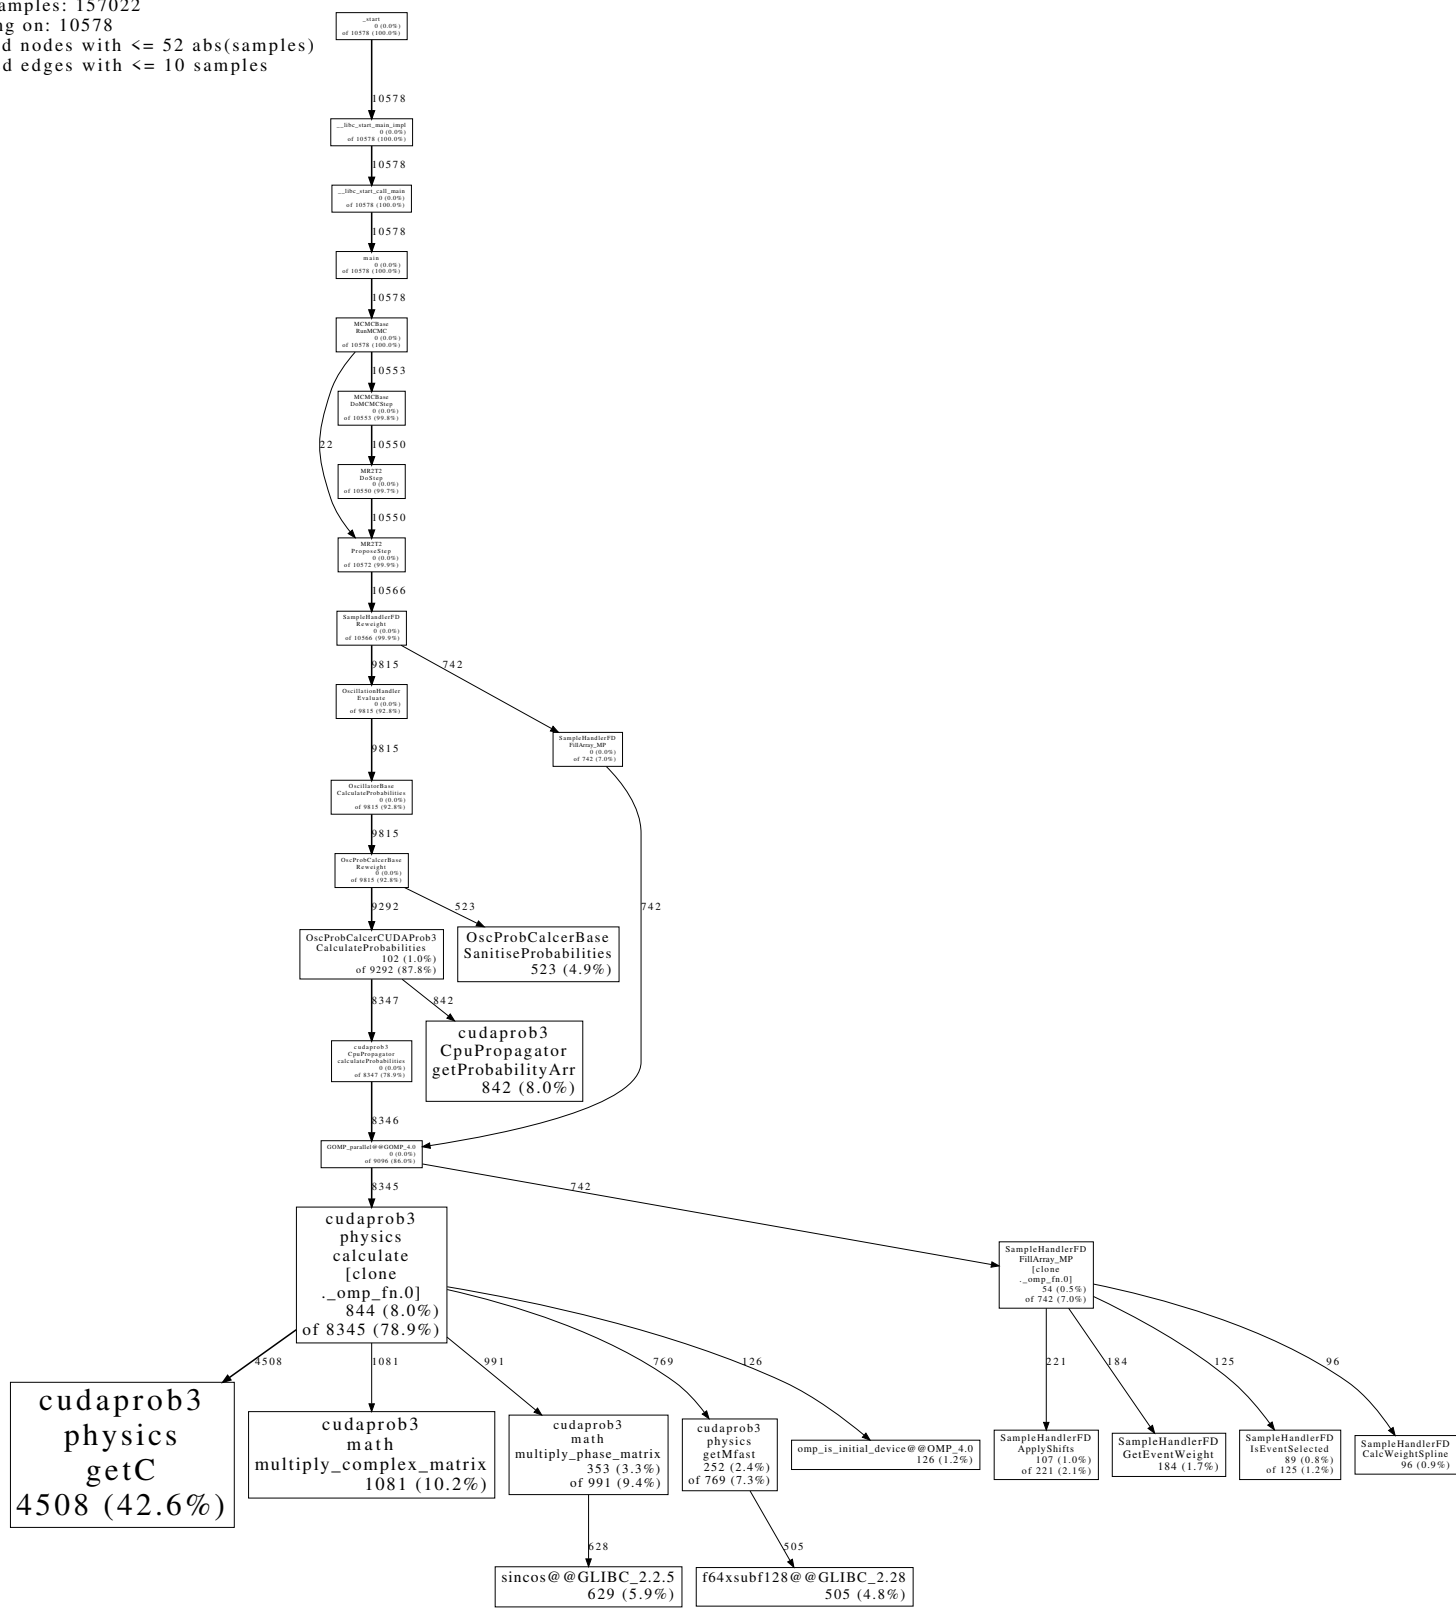 amples: 157022
ng on: 10578
d nodes with <= 52 abs(samples)
d edges with <= 10 samples
_start
0 (0.0%)
of 10578 (100.0%)
10578
__libc_start_main_impl
0 (0.0%)
of 10578 (100.0%)
10578
__libc_start_call_main
0 (0.0%)
of 10578 (100.0%)
10578
main
0 (0.0%)
of 10578 (100.0%)
10578
MCMCBase
RunMCMC
0 (0.0%)
of 10578 (100.0%)
10553
MCMCBase
DoMCMCStep
0 (0.0%)
of 10553 (99.8%)
22
10550
MR2T2
DoStep
0 (0.0%)
of 10550 (99.7%)
10550
MR2T2
ProposeStep
0 (0.0%)
of 10572 (99.9%)
10566
SampleHandlerFD
Reweight
0 (0.0%)
of 10566 (99.9%)
9815
742
OscillationHandler
Evaluate
0 (0.0%)
of 9815 (92.8%)
SampleHandlerFD
FillArray_MP
0 (0.0%)
of 742 (7.0%)
9815
OscillatorBase
CalculateProbabilities
0 (0.0%)
of 9815 (92.8%)
9815
OscProbCalcerBase
Reweight
0 (0.0%)
of 9815 (92.8%)
9292
523
742
OscProbCalcerCUDAProb3
CalculateProbabilities
102 (1.0%)
of 9292 (87.8%)
OscProbCalcerBase
SanitiseProbabilities
523 (4.9%)
8347
842
cudaprob3
CpuPropagator
calculateProbabilities
0 (0.0%)
of 8347 (78.9%)
cudaprob3
CpuPropagator
getProbabilityArr
842 (8.0%)
8346
GOMP_parallel@@GOMP_4.0
0 (0.0%)
of 9096 (86.0%)
8345
742
cudaprob3
physics
calculate
[clone
._omp_fn.0]
844 (8.0%)
of 8345 (78.9%)
SampleHandlerFD
FillArray_MP
[clone
._omp_fn.0]
54 (0.5%)
of 742 (7.0%)
4508
1081
991
769
126
221
184
125
96
cudaprob3
physics
getC
4508 (42.6%)
cudaprob3
math
multiply_complex_matrix
1081 (10.2%)
cudaprob3
math
multiply_phase_matrix
353 (3.3%)
of 991 (9.4%)
cudaprob3
physics
getMfast
252 (2.4%)
of 769 (7.3%)
omp_is_initial_device@@OMP_4.0
126 (1.2%)
SampleHandlerFD
ApplyShifts
107 (1.0%)
of 221 (2.1%)
SampleHandlerFD
GetEventWeight
184 (1.7%)
SampleHandlerFD
IsEventSelected
89 (0.8%)
of 125 (1.2%)
SampleHandlerFD
CalcWeightSpline
96 (0.9%)
628
505
sincos@@GLIBC_2.2.5
629 (5.9%)
f64xsubf128@@GLIBC_2.28
505 (4.8%)